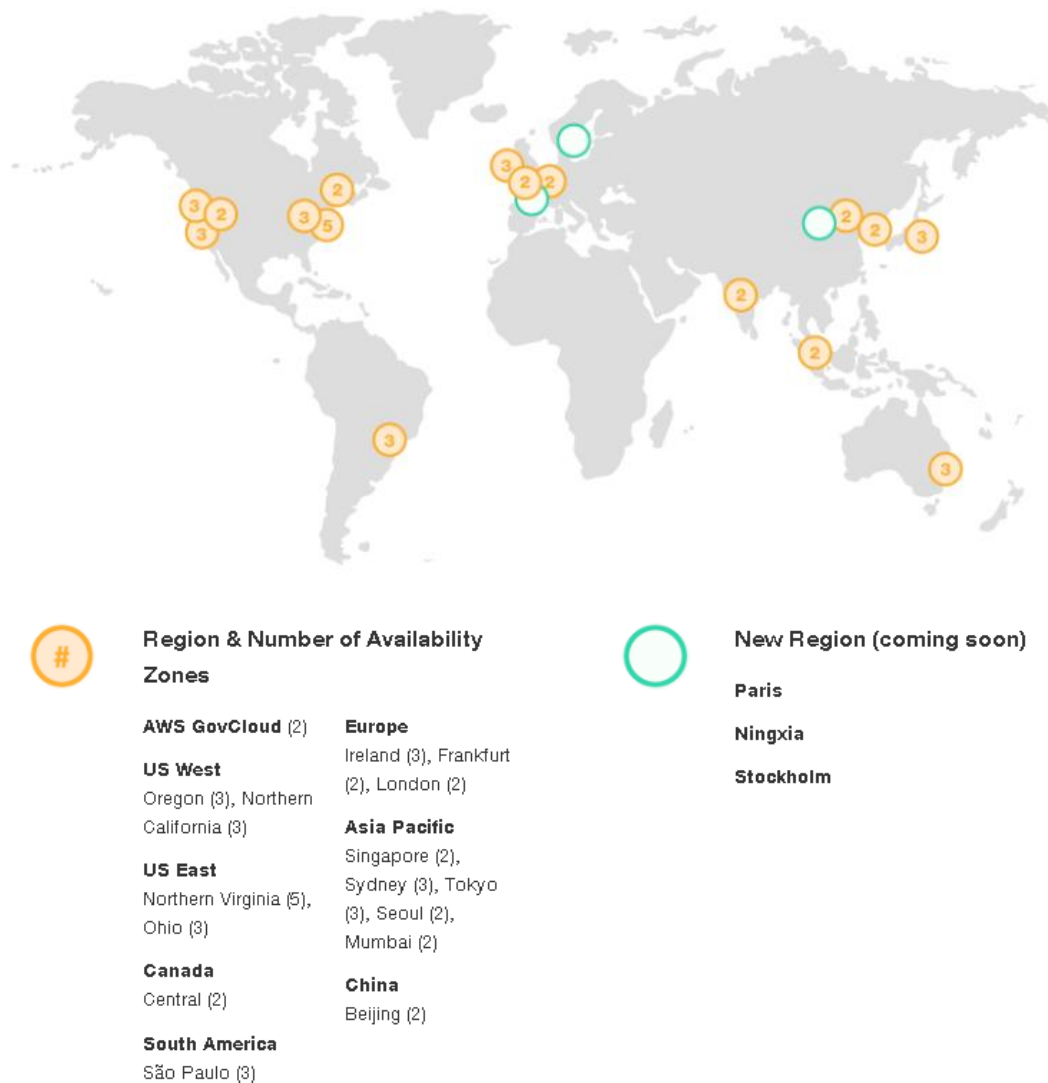 3
2
2
3
2
2
3
2
3
5
2
2
3
3
2
2
3
3
#
Region & Number of Availability
Zones
AWS GovCloud (2)
US West
Oregon (3), Northern
California (3)
US East
Northern Virginia (5),
Ohio (3)
Canada
Central (2)
South America
São Paulo (3)
Europe
Ireland (3), Frankfurt
(2), London (2)
Asia Pacific
Singapore (2),
Sydney (3), Tokyo
(3), Seoul (2),
Mumbai (2)
China
Beijing (2)
New Region (coming soon)
Paris
Ningxia
Stockholm